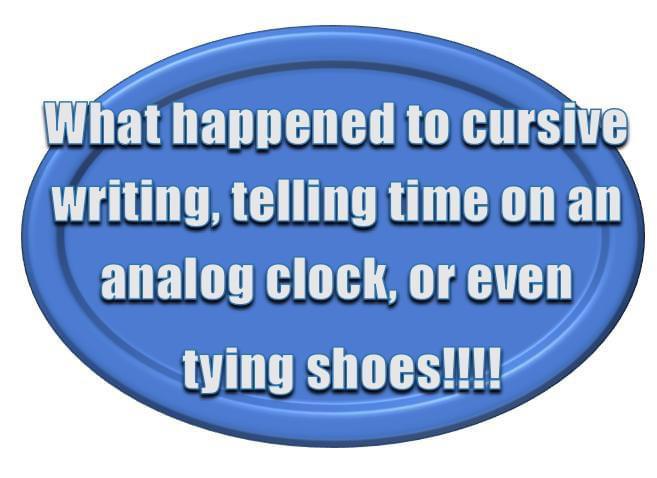 What happened to cursive
writing, telling time on an
analog clock, or even
tying shoes!!!!